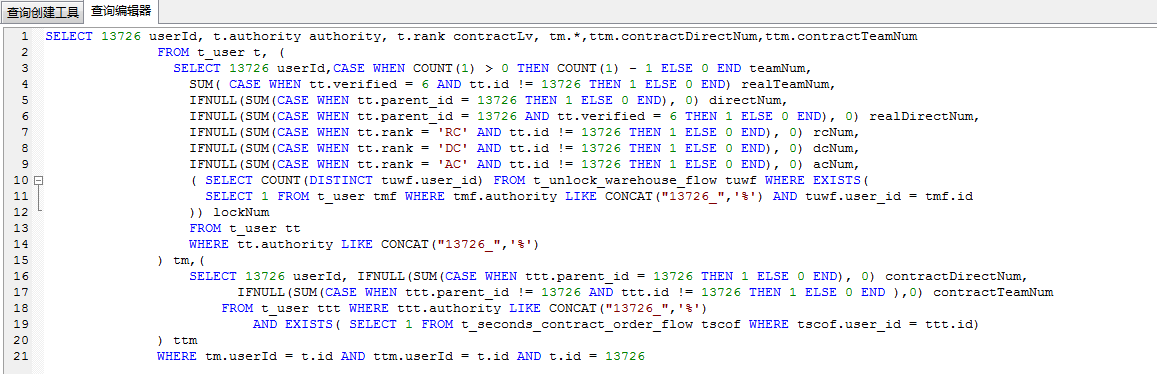 查询创建工具 查询编辑器
1 SELECT 13726 userId, t.authority authority, t.rank contractLv, tm.*,ttm.contractDirectNum,ttm.contractTeamNum
2 FROM t_user t, (
3 SELECT 13726 userId,CASE WHEN COUNT(1) > 0 THEN COUNT(1) - 1 ELSE 0 END teamNum,
4 SUM( CASE WHEN tt.verified = 6 AND tt.id != 13726 THEN 1 ELSE 0 END) realTeamNum,
5 IFNULL(SUM(CASE WHEN tt.parent_id = 13726 THEN 1 ELSE 0 END), 0) directNum,
6 IFNULL(SUM(CASE WHEN tt.parent_id = 13726 AND tt.verified = 6 THEN 1 ELSE 0 END), 0) realDirectNum,
7 IFNULL(SUM(CASE WHEN tt.rank = 'RC' AND tt.id != 13726 THEN 1 ELSE 0 END), 0) rcNum,
8 IFNULL(SUM(CASE WHEN tt.rank = 'DC' AND tt.id != 13726 THEN 1 ELSE 0 END), 0) dcNum,
9 IFNULL(SUM(CASE WHEN tt.rank = 'AC' AND tt.id != 13726 THEN 1 ELSE 0 END), 0) acNum,
10 ( SELECT COUNT(DISTINCT tuwf.user_id) FROM t_unlock_warehouse_flow tuwf WHERE EXISTS(
11 SELECT 1 FROM t_user tmf WHERE tmf.authority LIKE CONCAT("13726_",'%') AND tuwf.user_id = tmf.id
12 )) lockNum
13 FROM t_user tt
14 WHERE tt.authority LIKE CONCAT("13726_",'%')
15 ) tm,(
16 SELECT 13726 userId, IFNULL(SUM(CASE WHEN ttt.parent_id = 13726 THEN 1 ELSE 0 END), 0) contractDirectNum,
17 IFNULL(SUM(CASE WHEN ttt.parent_id != 13726 AND ttt.id != 13726 THEN 1 ELSE 0 END ),0) contractTeamNum
18 FROM t_user ttt WHERE ttt.authority LIKE CONCAT("13726_",'%')
19 AND EXISTS( SELECT 1 FROM t_seconds_contract_order_flow tscof WHERE tscof.user_id = ttt.id)
20 ) ttm
21 WHERE tm.userId = t.id AND ttm.userId = t.id AND t.id = 13726